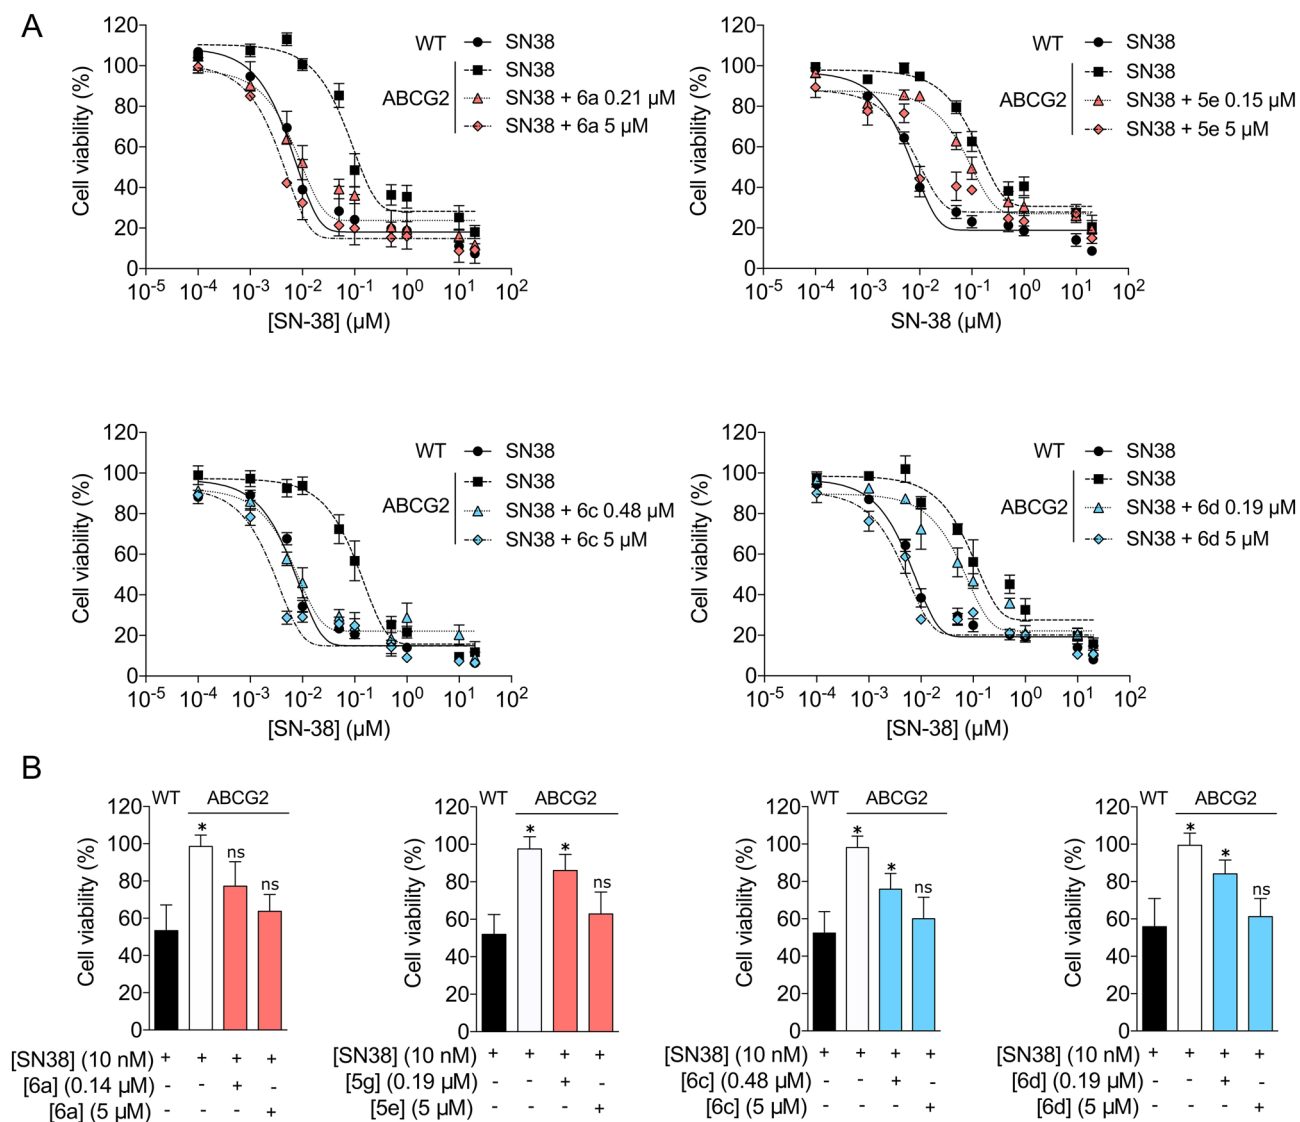 A
Cell viability (%)
120
100
80
60
40
20
0
10-5 10-4 10-3 10-2 10-1 100 101 102
[SN-38] (µM)
WT SN38
ABCG2
SN38
SN38 + 6a 0.21 µM
SN38 + 6a 5 µM
Cell viability (%)
120
100
80
60
40
20
0
10-5 10-4 10-3 10-2 10-1 100 101 102
SN-38 (µM)
WT SN38
ABCG2
SN38
SN38 + 5e 0.15 µM
SN38 + 5e 5 µM
Cell viability (%)
120
100
80
60
40
20
0
10-5 10-4 10-3 10-2 10-1 100 101 102
[SN-38] (µM)
WT SN38
ABCG2
SN38
SN38 + 6c 0.48 µM
SN38 + 6c 5 µM
Cell viability (%)
120
100
80
60
40
20
0
10-5 10-4 10-3 10-2 10-1 100 101 102
[SN-38] (µM)
WT SN38
ABCG2
SN38
SN38 + 6d 0.19 µM
SN38 + 6d 5 µM
B
WT ABCG2
Cell viability (%)
120
100
80
60
40
20
0
* ns ns
[SN38] (10 nM) + + + +
[6a] (0.14 µM) - - + -
[6a] (5 µM) - - - +
WT ABCG2
Cell viability (%)
120
100
80
60
40
20
0
* * ns
[SN38] (10 nM) + + + +
[5g] (0.19 µM) - - + -
[5e] (5 µM) - - - +
WT ABCG2
Cell viability (%)
120
100
80
60
40
20
0
* * ns
[SN38] (10 nM) + + + +
[6c] (0.48 µM) - - + -
[6c] (5 µM) - - - +
WT ABCG2
Cell viability (%)
120
100
80
60
40
20
0
* * ns
[SN38] (10 nM) + + + +
[6d] (0.19 µM) - - + -
[6d] (5 µM) - - - +